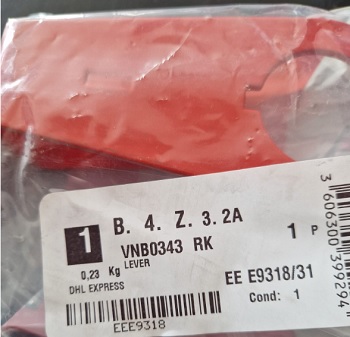 1 B. 4. Z. 3. 2A
VNB0343 RK 1 P
LEVER
0,23 Kg
DHL EXPRESS
EE E9318/31
Cond: 1
EEE9318
3 606300 399294